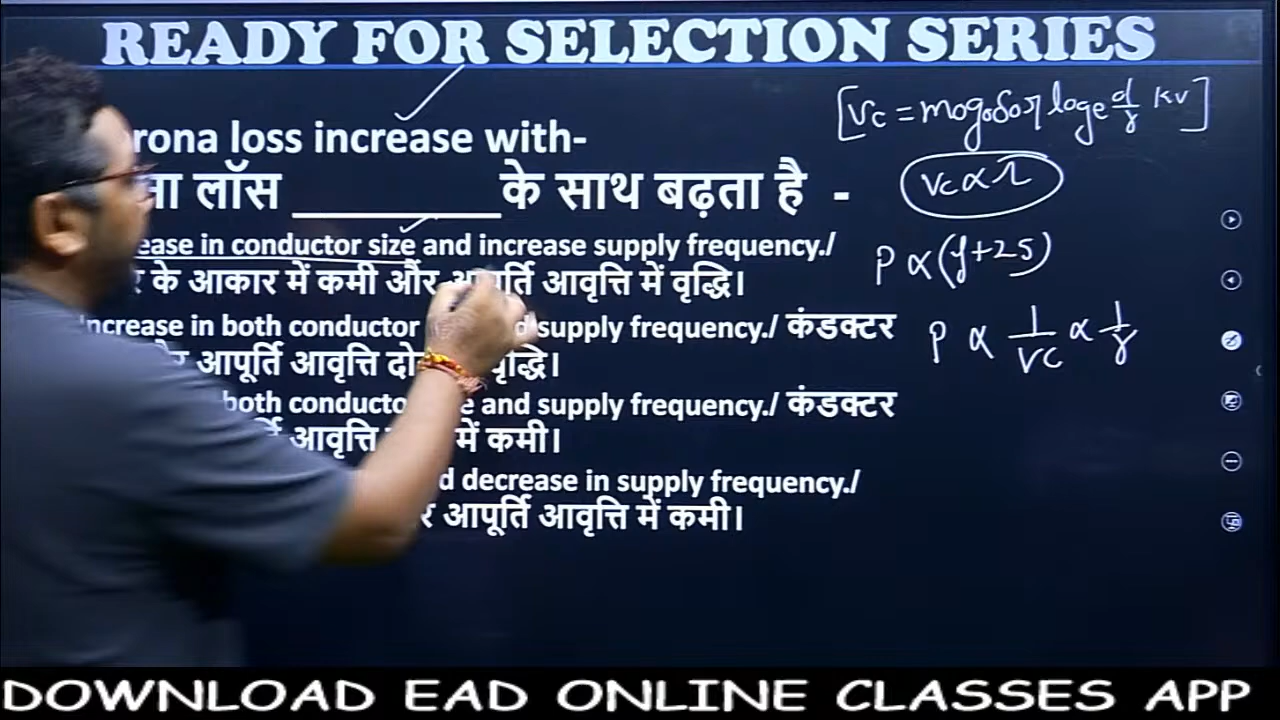 READY FOR SELECTION SERIES
rona loss increase with-
लॉस ________ के साथ बढ़ता है -
ease in conductor size and increase supply frequency./
के आकार में कमी और आपूर्ति आवृत्ति में वृद्धि।
Increase in both conductor supply frequency./ कंडक्टर
आपूर्ति आवृत्ति
both conductor and supply frequency./ कंडक्टर
आवृत्ति में कमी।
decrease in supply frequency./
आपूर्ति आवृत्ति में कमी।
[Vc = mogoδor loge d/r kv]
Vc ∝ r
P ∝ (f+25)
P ∝ 1/Vc ∝ 1/r
DOWNLOAD EAD ONLINE CLASSES APP